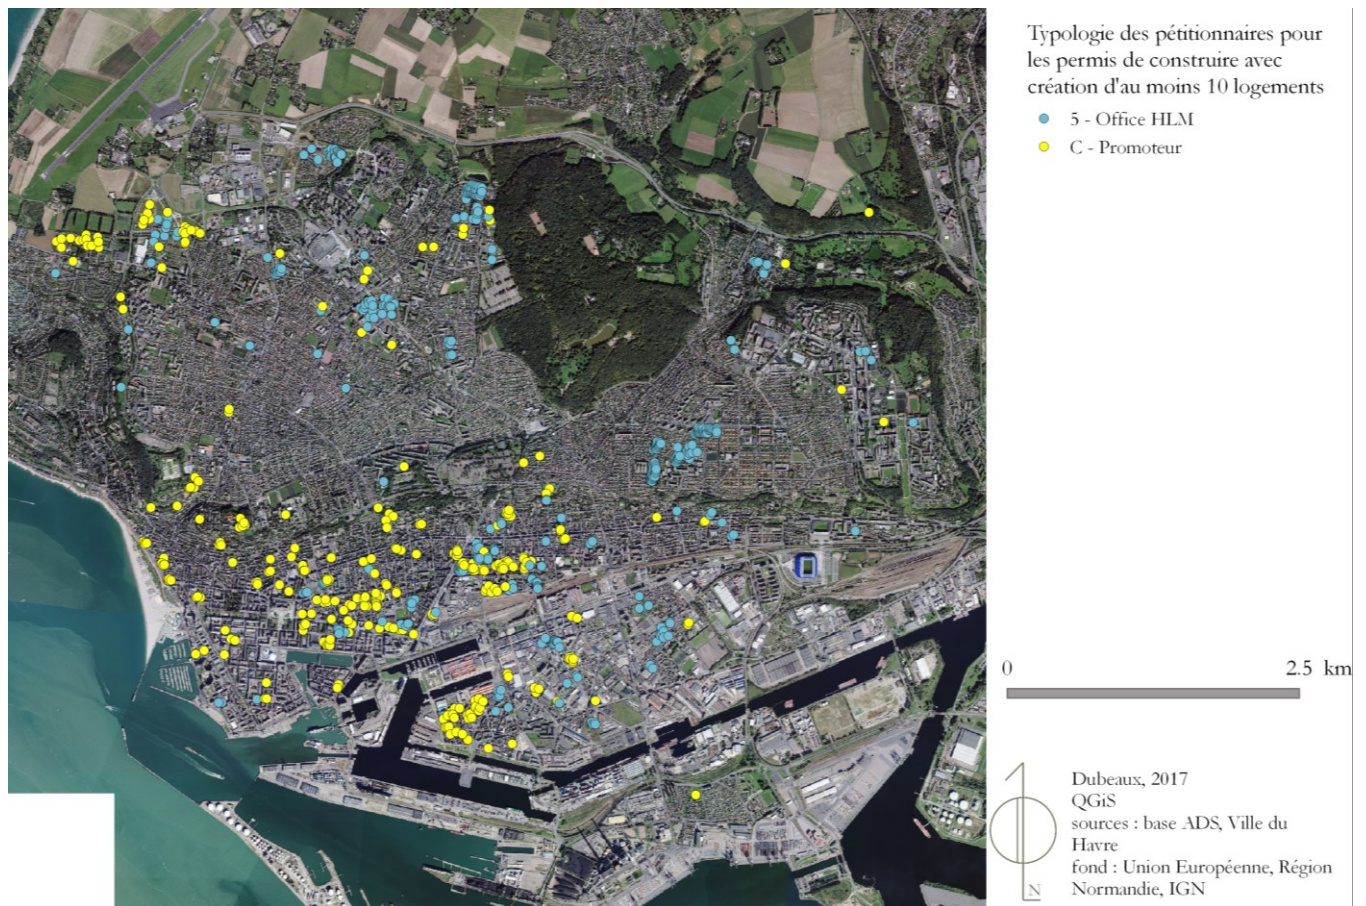 Typologie des pétitionnaires pour
les permis de construire avec
création d'au moins 10 logements
5 - Office HLM
C - Promoteur
0 2.5 km
Dubeaux, 2017
QGiS
sources : base ADS, Ville du
Havre
fond : Union Européenne, Région
Normandie, IGN
N